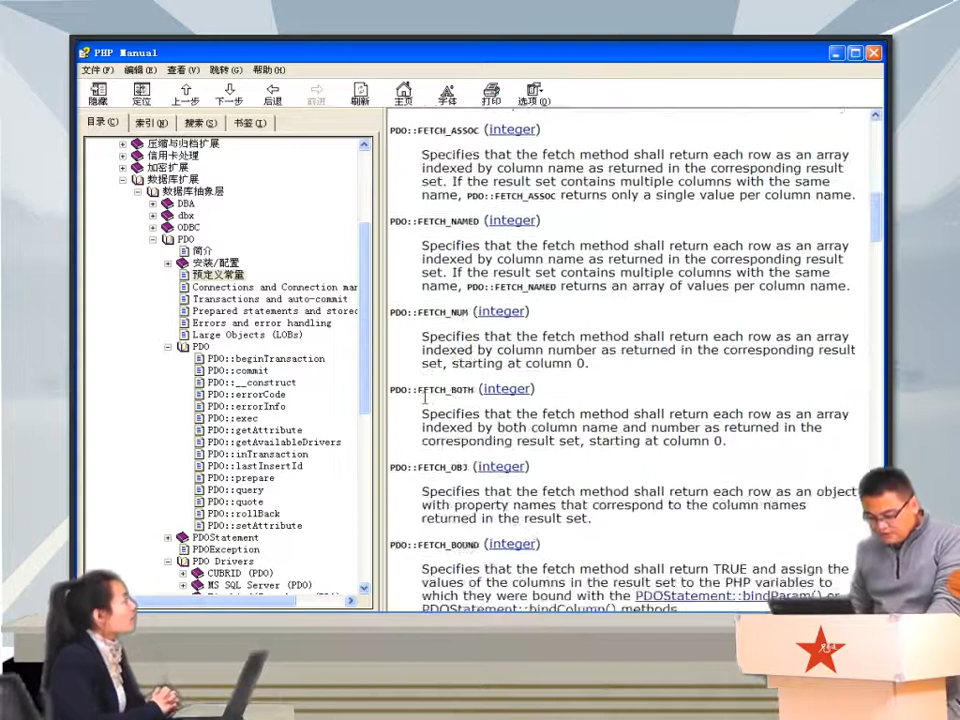 PHP Manual
文件(F) 编辑(E) 查看(V) 跳转(G) 帮助(H)
隐藏 定位 上一步 下一步 后退 前进 刷新 主页 字体 打印 选项(O)
目录(C) 索引(N) 搜索(S) 书签(I)
压缩与归档扩展
信用卡处理
加密扩展
数据库扩展
数据库抽象层
DBA
dbx
ODBC
PDO
简介
安装/配置
预定义常量
Connections and Connection mar
Transactions and auto-commit
Prepared statements and stored
Errors and error handling
Large Objects (LOBs)
PDO
PDO::beginTransaction
PDO::commit
PDO::__construct
PDO::errorCode
PDO::errorInfo
PDO::exec
PDO::getAttribute
PDO::getAvailableDrivers
PDO::inTransaction
PDO::lastInsertId
PDO::prepare
PDO::query
PDO::quote
PDO::rollBack
PDO::setAttribute
PDOStatement
PDOException
PDO Drivers
CUBRID (PDO)
MS SQL Server (PDO)
PDO::FETCH_ASSOC (integer)
Specifies that the fetch method shall return each row as an array
indexed by column name as returned in the corresponding result
set. If the result set contains multiple columns with the same
name, PDO::FETCH_ASSOC returns only a single value per column name.
PDO::FETCH_NAMED (integer)
Specifies that the fetch method shall return each row as an array
indexed by column name as returned in the corresponding result
set. If the result set contains multiple columns with the same
name, PDO::FETCH_NAMED returns an array of values per column name.
PDO::FETCH_NUM (integer)
Specifies that the fetch method shall return each row as an array
indexed by column number as returned in the corresponding result
set, starting at column 0.
PDO::FETCH_BOTH (integer)
Specifies that the fetch method shall return each row as an array
indexed by both column name and number as returned in the
corresponding result set, starting at column 0.
PDO::FETCH_OBJ (integer)
Specifies that the fetch method shall return each row as an object
with property names that correspond to the column names
returned in the result set.
PDO::FETCH_BOUND (integer)
Specifies that the fetch method shall return TRUE and assign the
values of the columns in the result set to the PHP variables to
which they were bound with the PDOStatement::bindParam() or
PDOStatement::bindColumn() methods.